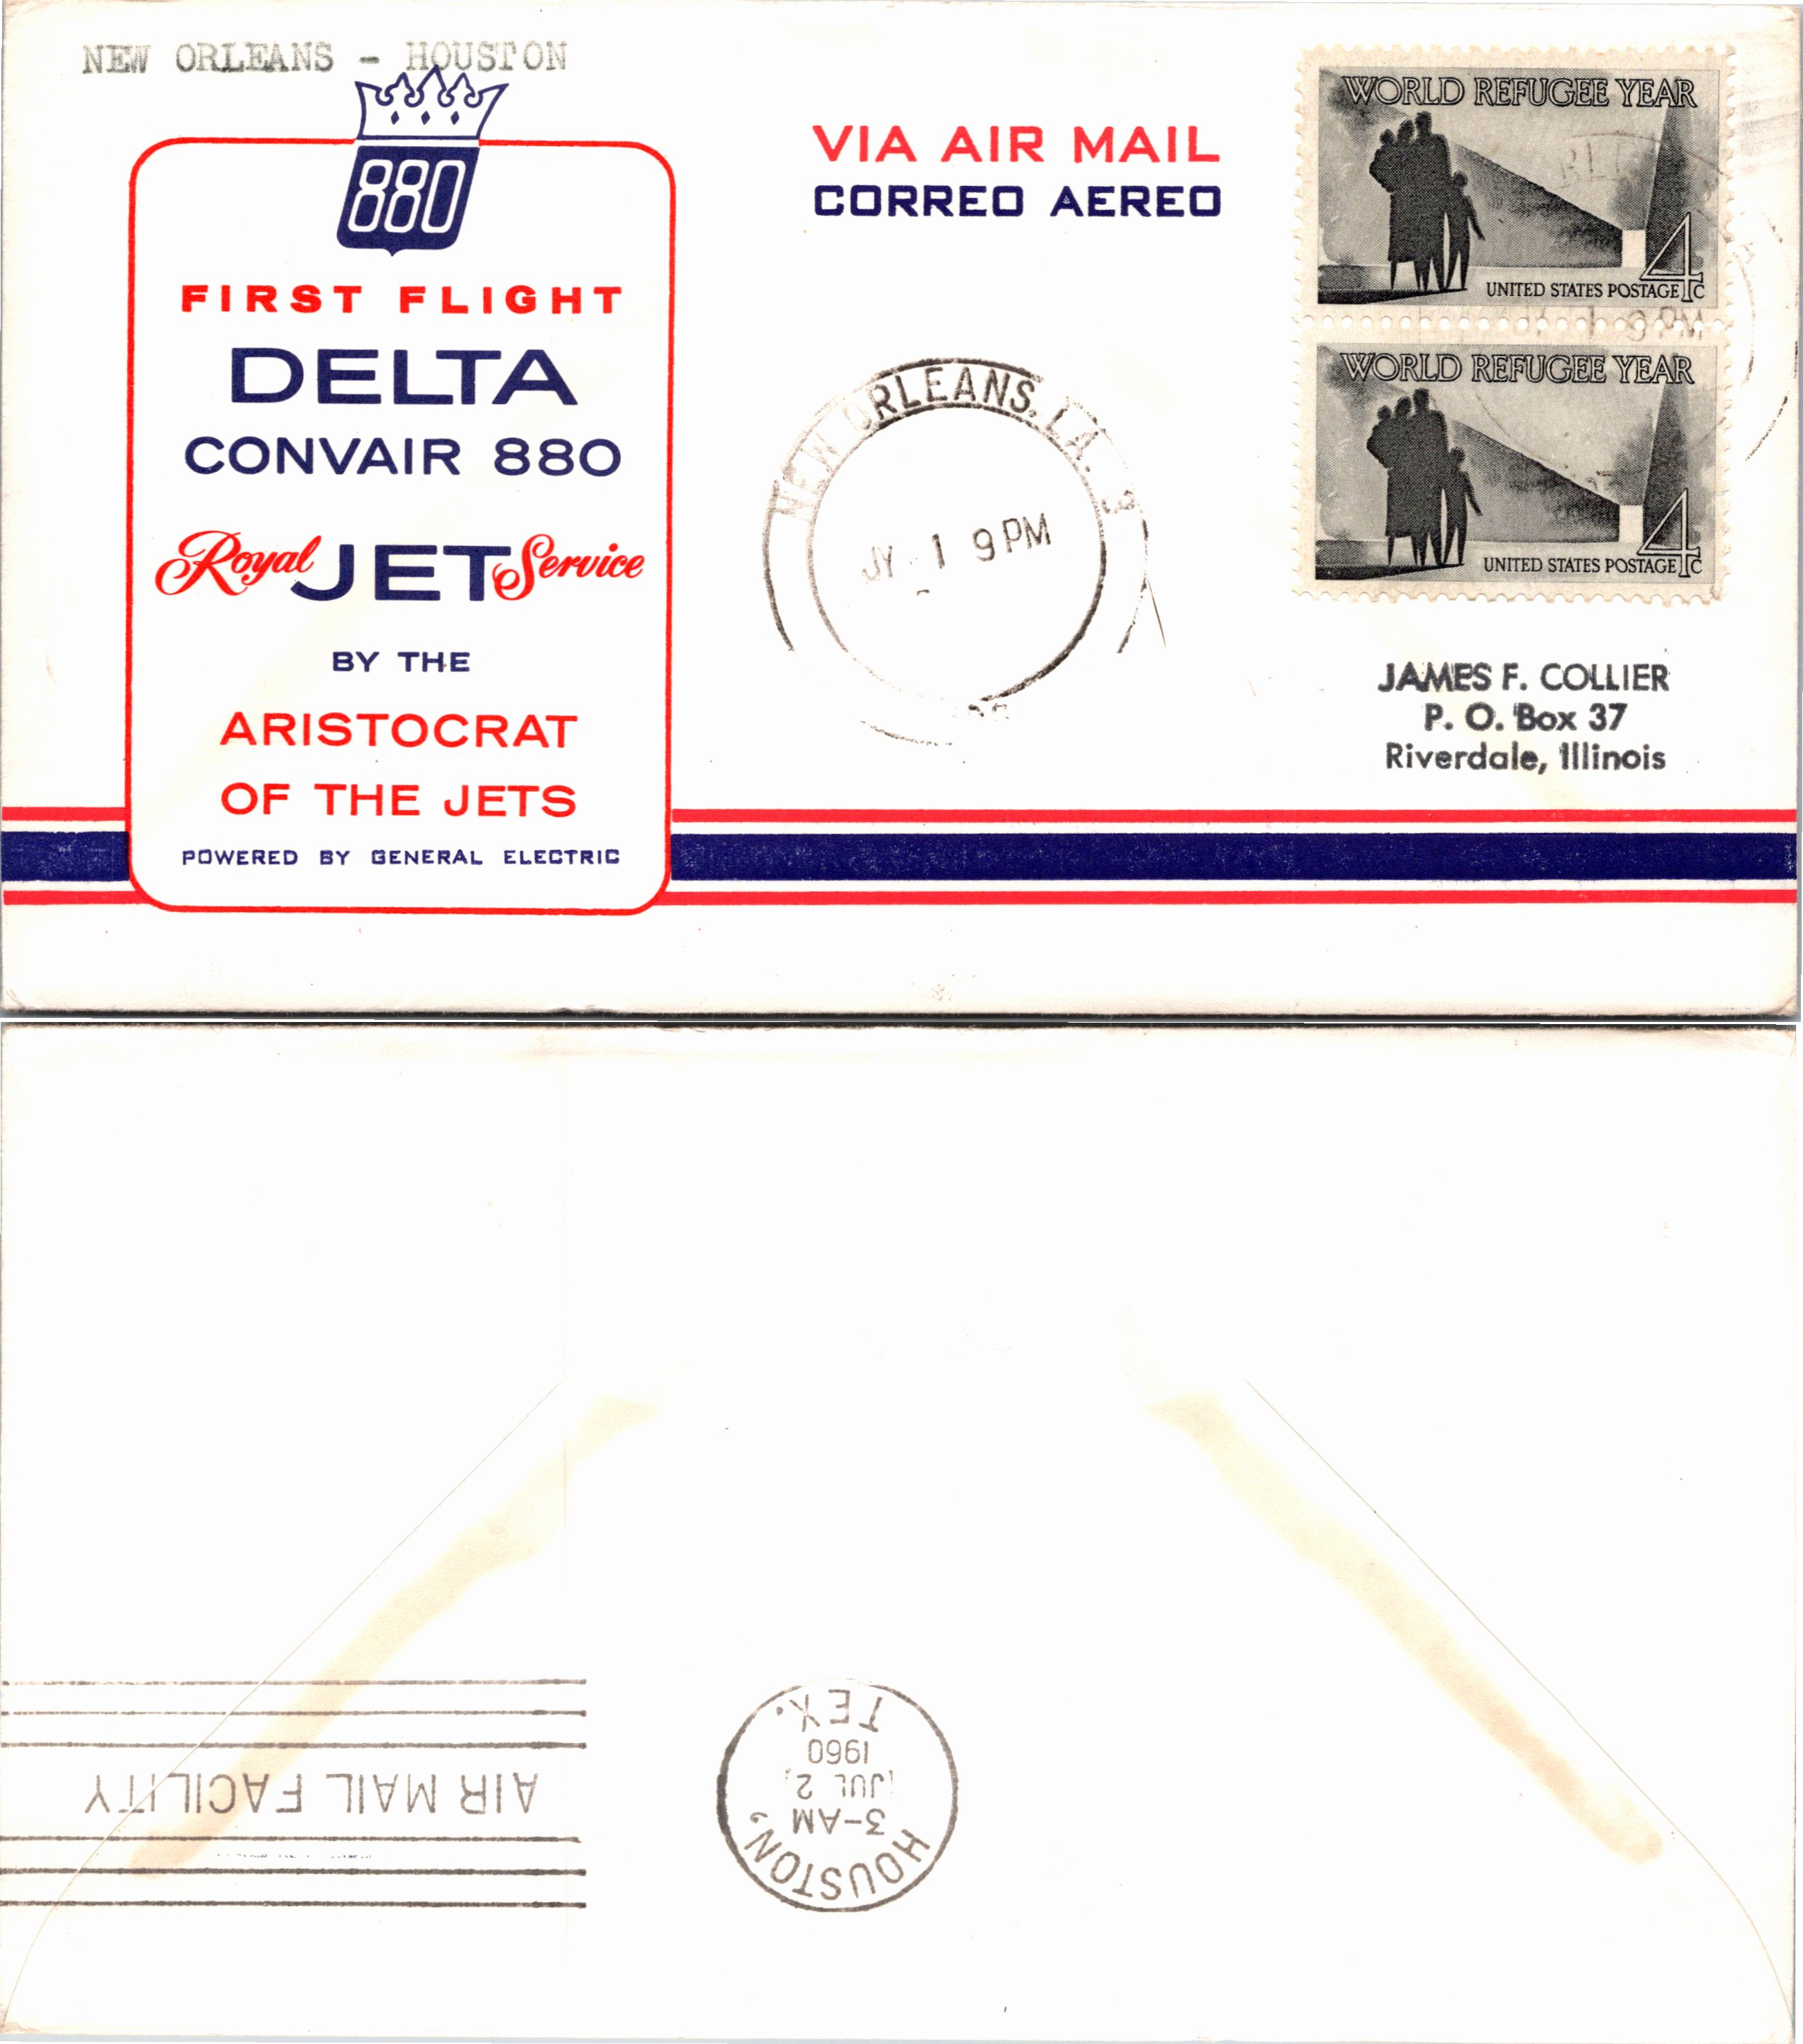 NEW ORLEANS - HOUSTON
880
FIRST FLIGHT
DELTA
CONVAIR 880
Royal JET Service
BY THE
ARISTOCRAT
OF THE JETS
POWERED BY GENERAL ELECTRIC
VIA AIR MAIL
CORREO AEREO
NEW ORLEANS, LA. 3
JY - 1 9 PM
WORLD REFUGEE YEAR
4c
UNITED STATES POSTAGE
9 PM
WORLD REFUGEE YEAR
4c
UNITED STATES POSTAGE
JAMES F. COLLIER
P. O. Box 37
Riverdale, Illinois
AIR MAIL FACILITY
HOUSTON,
3-AM
JUL 2
1960
TEX.